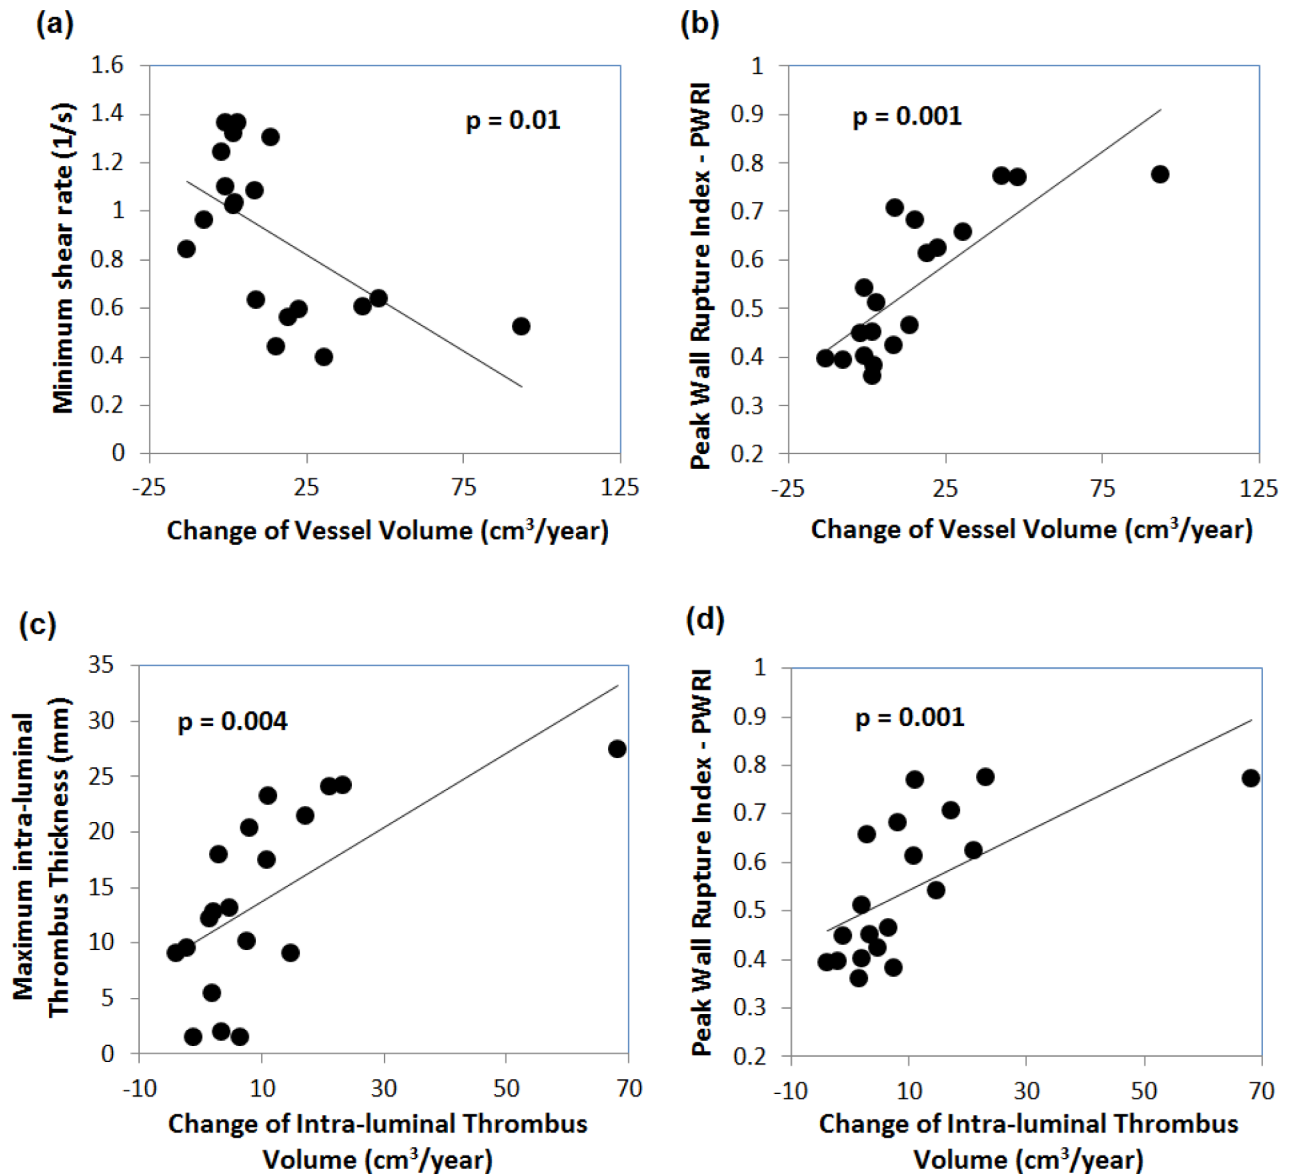 (a)
1.6
1.4
1.2
1
0.8
0.6
0.4
0.2
0
Minimum shear rate (1/s)
p = 0.01
-25
25
75
125
Change of Vessel Volume (cm³/year)
(b)
1
0.9
0.8
0.7
0.6
0.5
0.4
0.3
0.2
Peak Wall Rupture Index - PWRI
p = 0.001
-25
25
75
125
Change of Vessel Volume (cm³/year)
(c)
35
30
25
20
15
10
5
0
Maximum intra-luminal
Thrombus Thickness (mm)
p = 0.004
-10
10
30
50
70
Change of Intra-luminal Thrombus
Volume (cm³/year)
(d)
1
0.9
0.8
0.7
0.6
0.5
0.4
0.3
0.2
Peak Wall Rupture Index - PWRI
p = 0.001
-10
10
30
50
70
Change of Intra-luminal Thrombus
Volume (cm³/year)